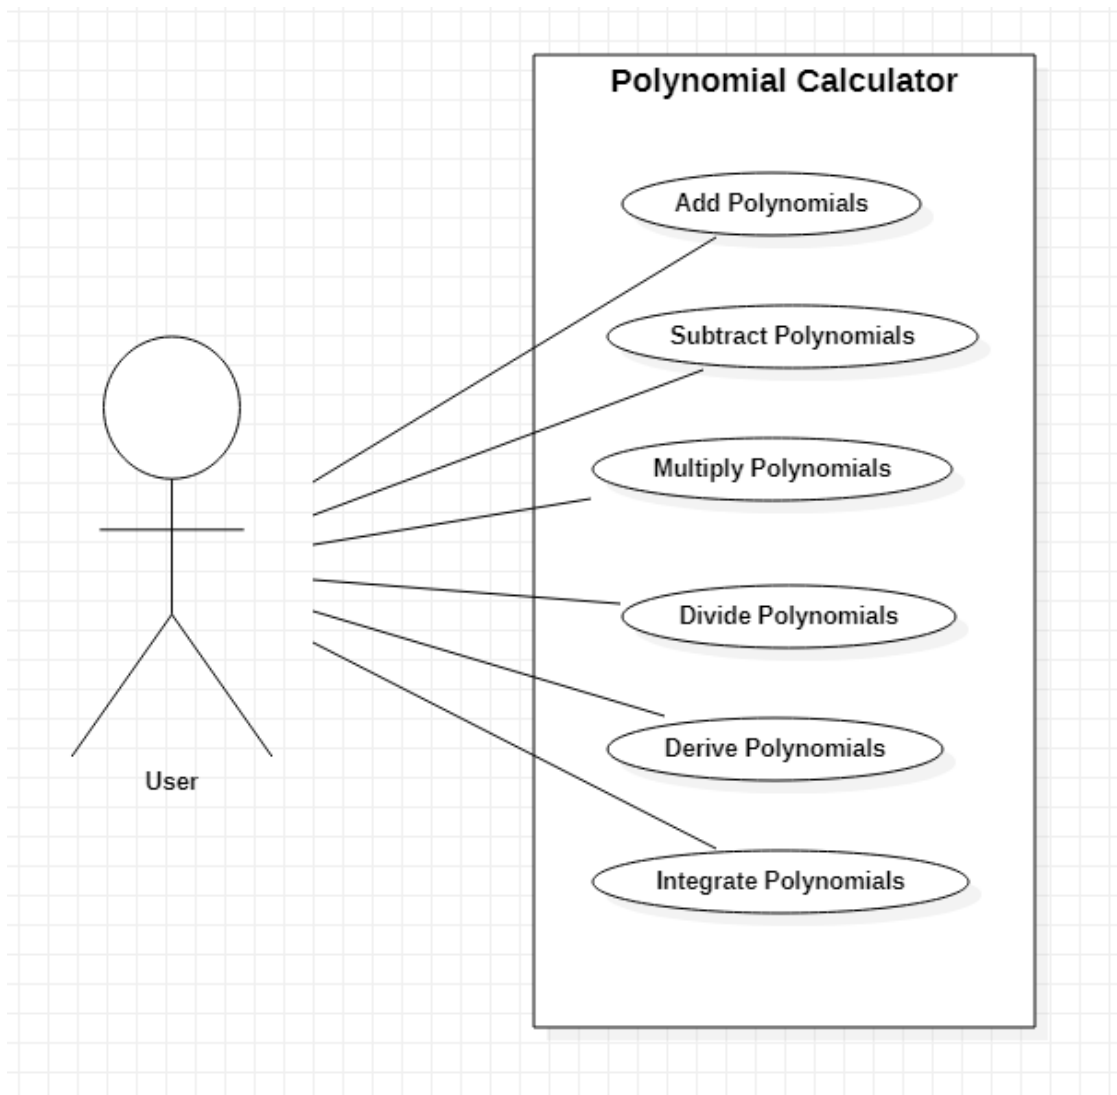 Polynomial Calculator
Add Polynomials
Subtract Polynomials
Multiply Polynomials
Divide Polynomials
Derive Polynomials
User
Integrate Polynomials